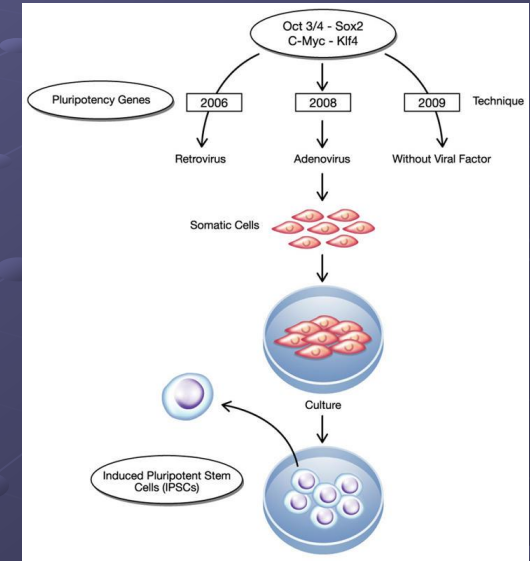 Oct 3/4 - Sox2
C-Myc - Klf4
Pluripotency Genes
2006
2008
2009
Technique
Retrovirus
Adenovirus
Without Viral Factor
Somatic Cells
Culture
Induced Pluripotent Stem
Cells (IPSCs)